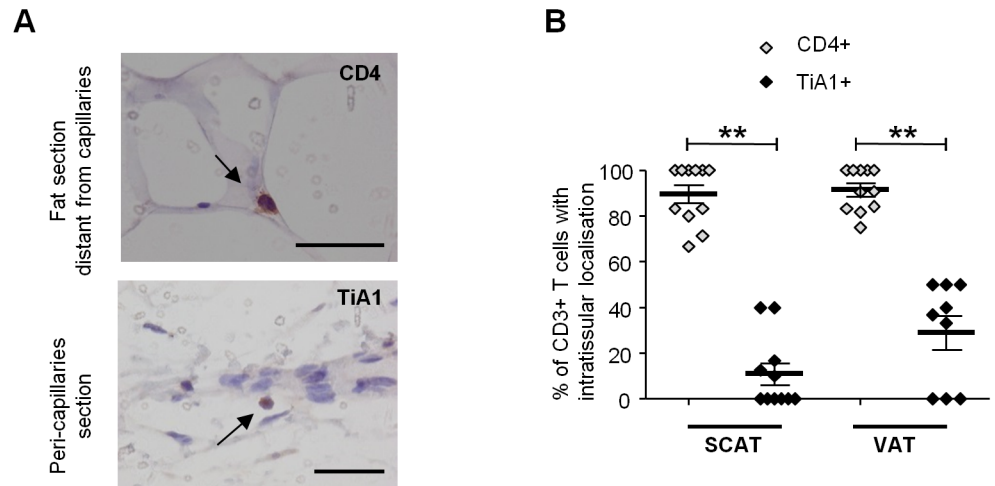 A
Fat section
distant from capillaries
CD4
Peri-capillaries
section
TiA1
B
CD4+
TiA1+
**
**
% of CD3+ T cells with
intratissular localisation
100
80
60
40
20
0
SCAT
VAT